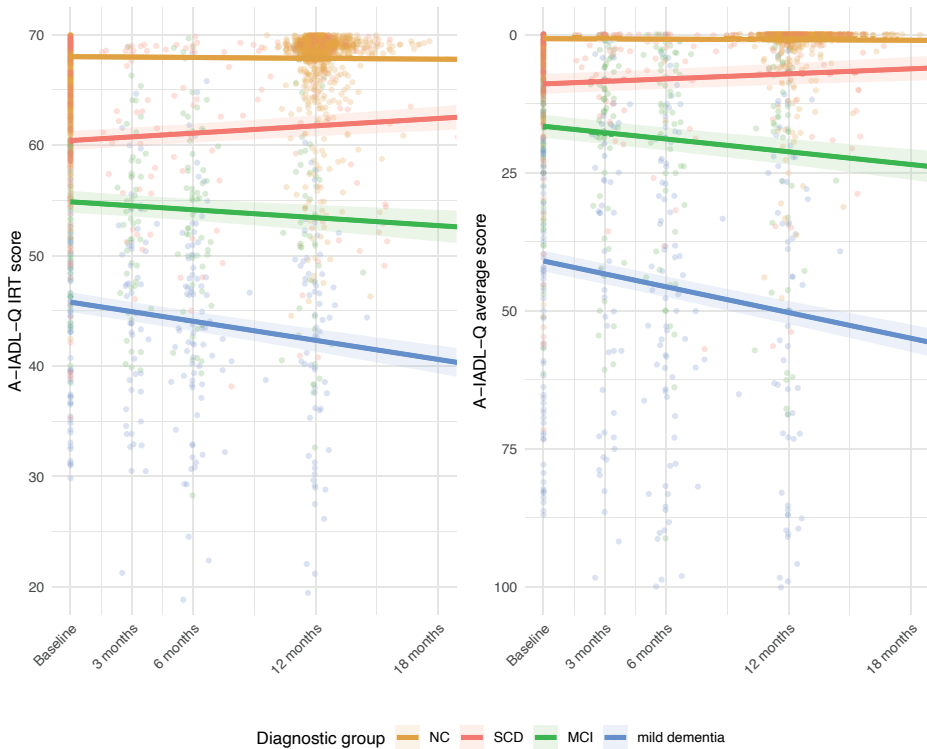 A−IADL−Q IRT score
70
60
50
40
30
20
Baseline
3 months
6 months
12 months
18 months
A−IADL−Q average score
0
25
50
75
100
Baseline
3 months
6 months
12 months
18 months
Diagnostic group NC SCD MCI mild dementia